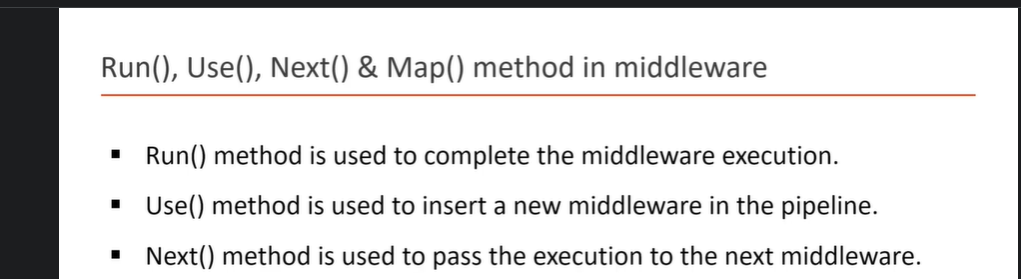 Run(), Use(), Next() & Map() method in middleware
▪ Run() method is used to complete the middleware execution.
▪ Use() method is used to insert a new middleware in the pipeline.
▪ Next() method is used to pass the execution to the next middleware.